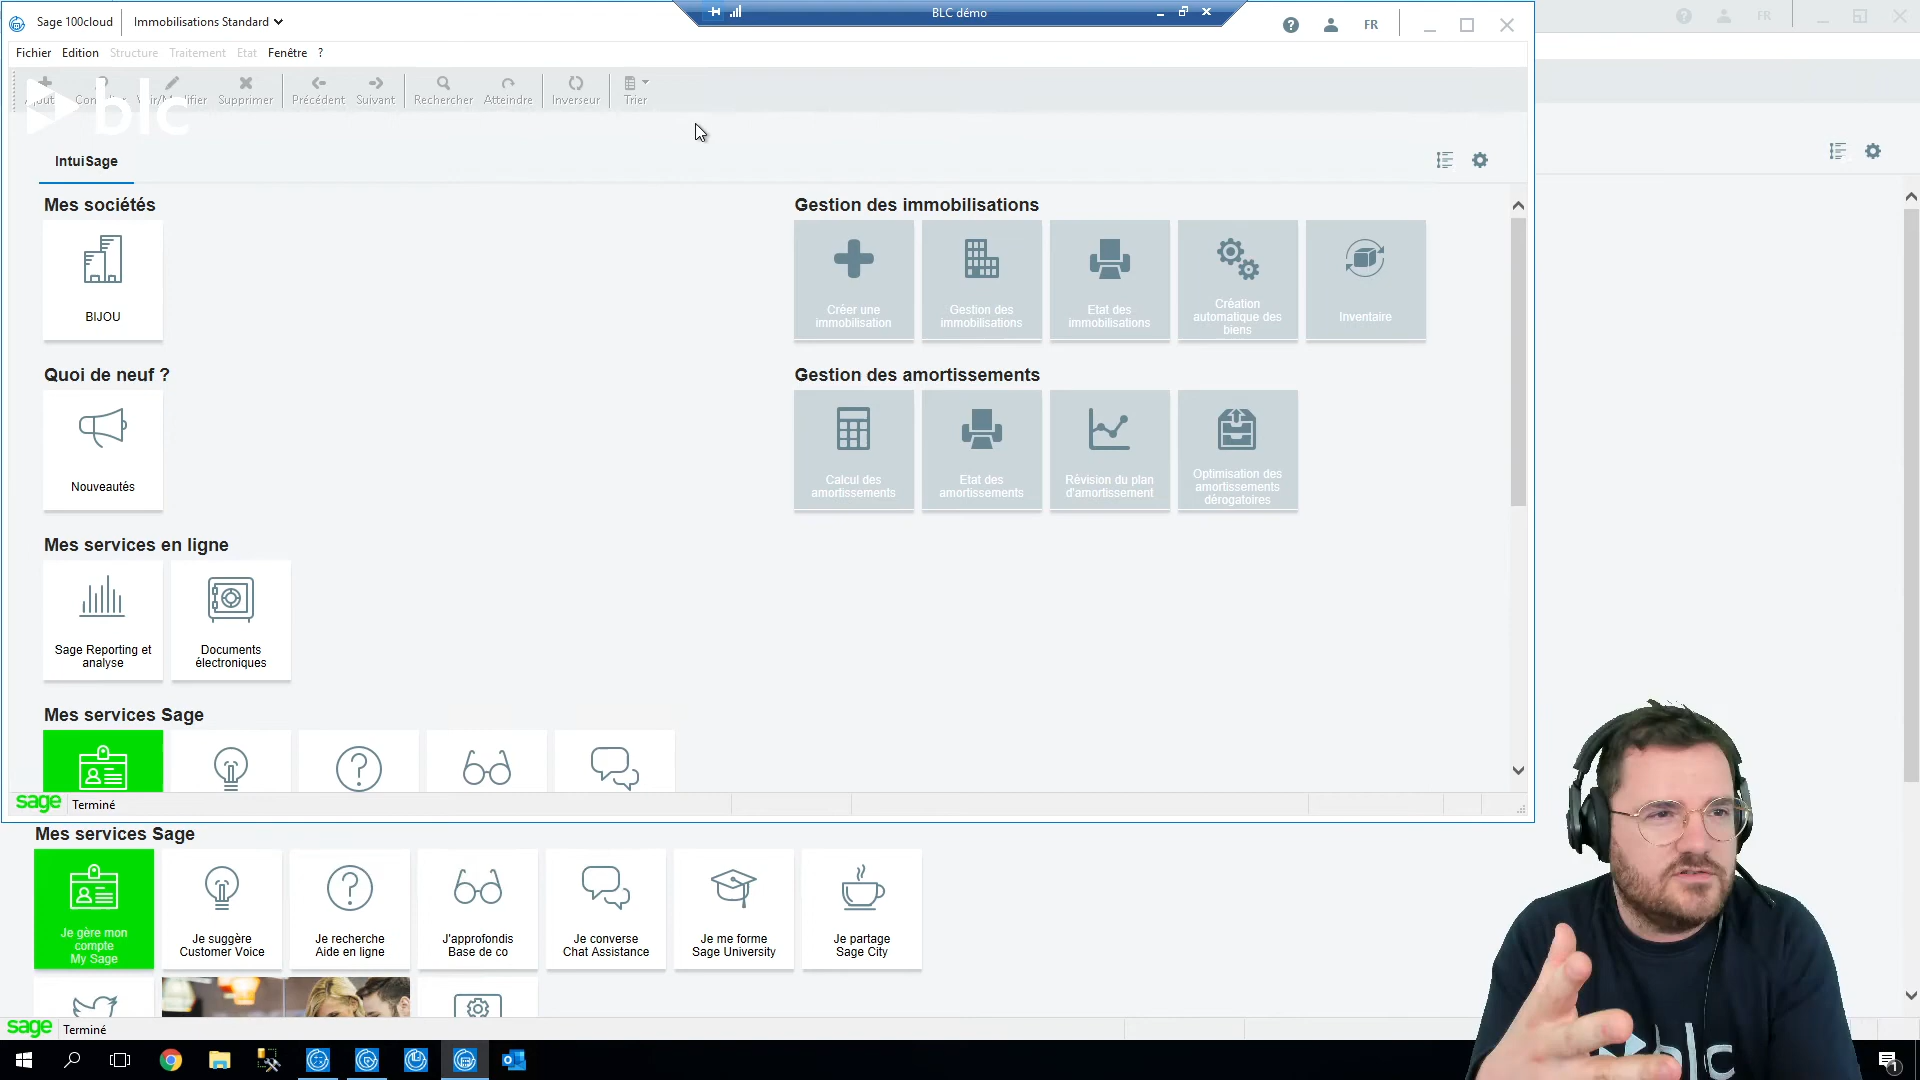 Sage 100cloud
Immobilisations Standard
BLC démo
FR
FR
Fichier Edition Structure Traitement Etat Fenêtre ?
Supprimer Précédent Suivant Rechercher Atteindre Inverseur Trier
blc
IntuiSage
Mes sociétés
BIJOU
Quoi de neuf ?
Nouveautés
Mes services en ligne
Sage Reporting et
analyse
Documents
électroniques
Mes services Sage
Gestion des immobilisations
Créer une
immobilisation
Gestion des
immobilisations
Etat des
immobilisations
Création
automatique des
biens
Inventaire
Gestion des amortissements
Calcul des
amortissements
Etat des
amortissements
Révision du plan
d'amortissement
Optimisation des
amortissements
dérogatoires
sage Terminé
Mes services Sage
Je gère mon
compte
My Sage
Je suggère
Customer Voice
Je recherche
Aide en ligne
J'approfondis
Base de co
Je converse
Chat Assistance
Je me forme
Sage University
Je partage
Sage City
sage Terminé
blc
1